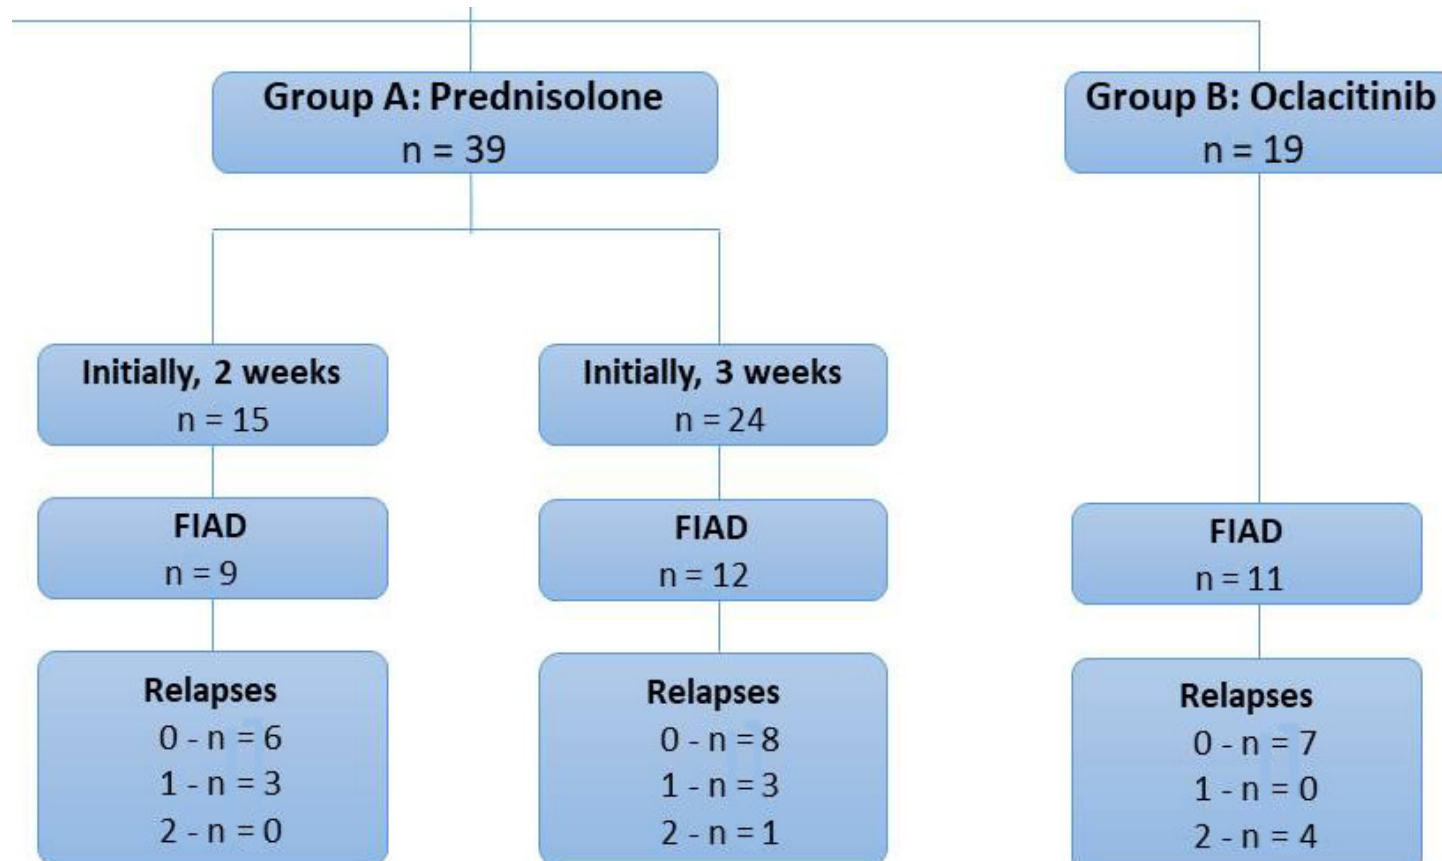 Group A: Prednisolone
n = 39
Group B: Oclacitinib
n = 19
Initially, 2 weeks
n = 15
Initially, 3 weeks
n = 24
FIAD
n = 9
FIAD
n = 12
FIAD
n = 11
Relapses
0 - n = 6
1 - n = 3
2 - n = 0
Relapses
0 - n = 8
1 - n = 3
2 - n = 1
Relapses
0 - n = 7
1 - n = 0
2 - n = 4